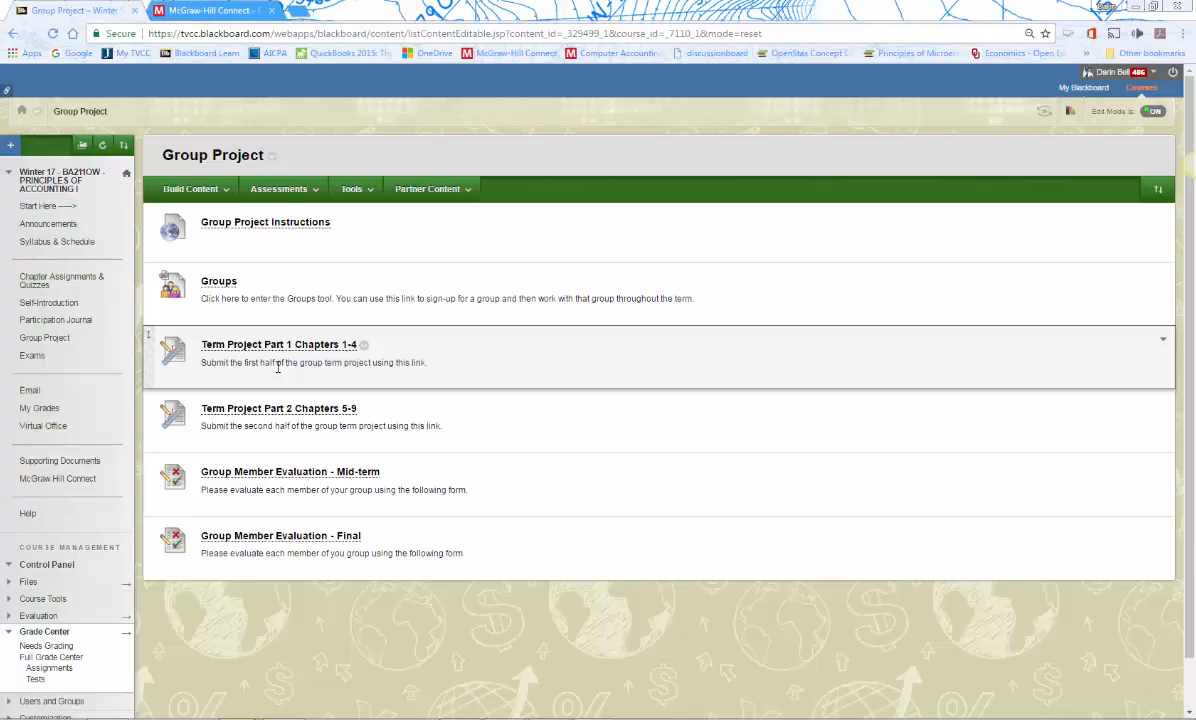 Group Project – Winter
McGraw-Hill Connect -
Secure
https://tvcc.blackboard.com/webapps/blackboard/content/listContentEditable.jsp?content_id=_329499_1&course_id=_7110_1&mode=reset
Apps
Google
My TVCC
Blackboard Learn
AICPA
QuickBooks 2015: The
OneDrive
McGraw-Hill Connect
Computer Accounting
discussionboard
OpenStax Concept C
Principles of Microec
Economics - Open Ed
Other bookmarks
Darin Bell 486
My Blackboard
Courses
Group Project
Edit Mode is: ON
Winter 17 - BA211OW -
PRINCIPLES OF
ACCOUNTING I
Start Here ----->
Announcements
Syllabus & Schedule
Chapter Assignments &
Quizzes
Self-Introduction
Participation Journal
Group Project
Exams
Email
My Grades
Virtual Office
Supporting Documents
McGraw Hill Connect
Help
COURSE MANAGEMENT
Control Panel
Files
Course Tools
Evaluation
Grade Center
Needs Grading
Full Grade Center
Assignments
Tests
Users and Groups
Customization
Group Project
Build Content
Assessments
Tools
Partner Content
Group Project Instructions
Groups
Click here to enter the Groups tool. You can use this link to sign-up for a group and then work with that group throughout the term.
Term Project Part 1 Chapters 1-4
Submit the first half of the group term project using this link.
Term Project Part 2 Chapters 5-9
Submit the second half of the group term project using this link.
Group Member Evaluation - Mid-term
Please evaluate each member of your group using the following form.
Group Member Evaluation - Final
Please evaluate each member of you group using the following form